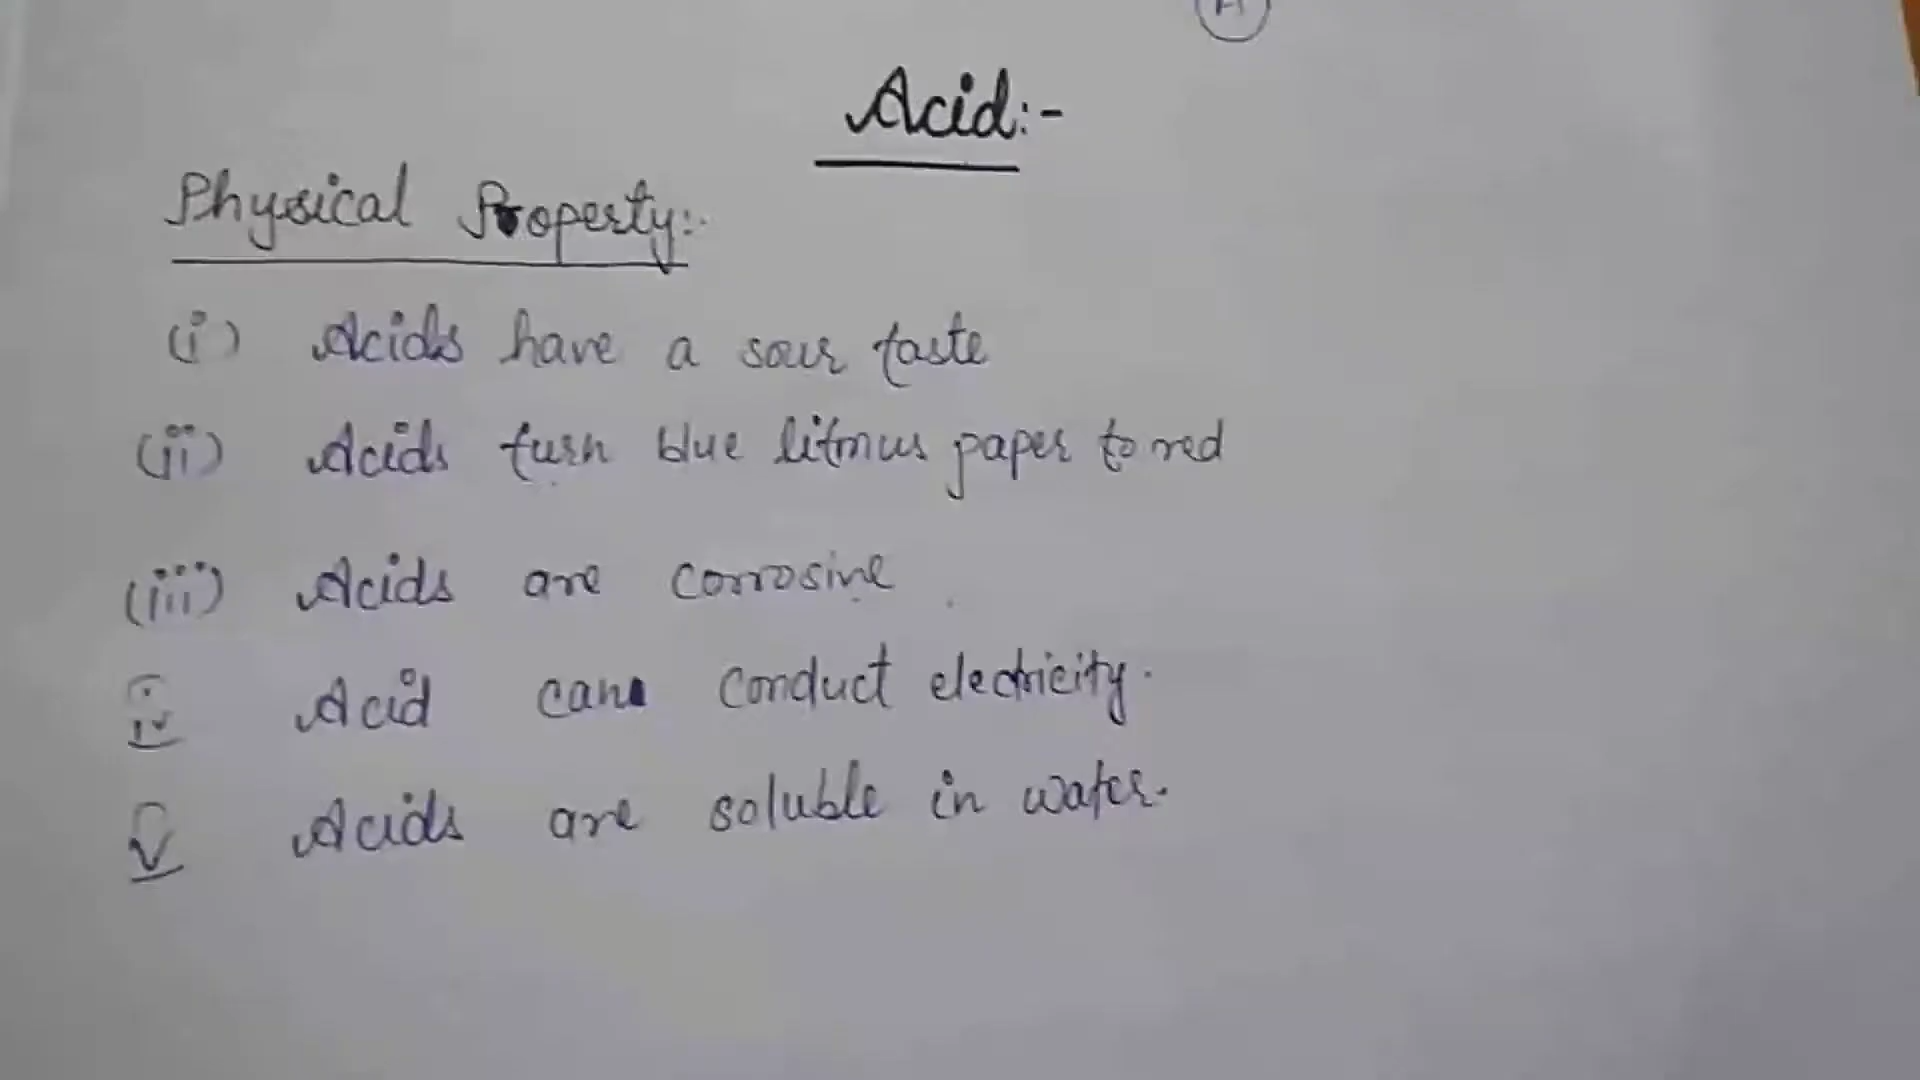 Acid:-
Physical Property:-
(i) Acids have a sour taste
(ii) Acids turn blue litmus paper to red
(iii) Acids are corrosive
iv Acid can conduct electricity.
v Acids are soluble in water.